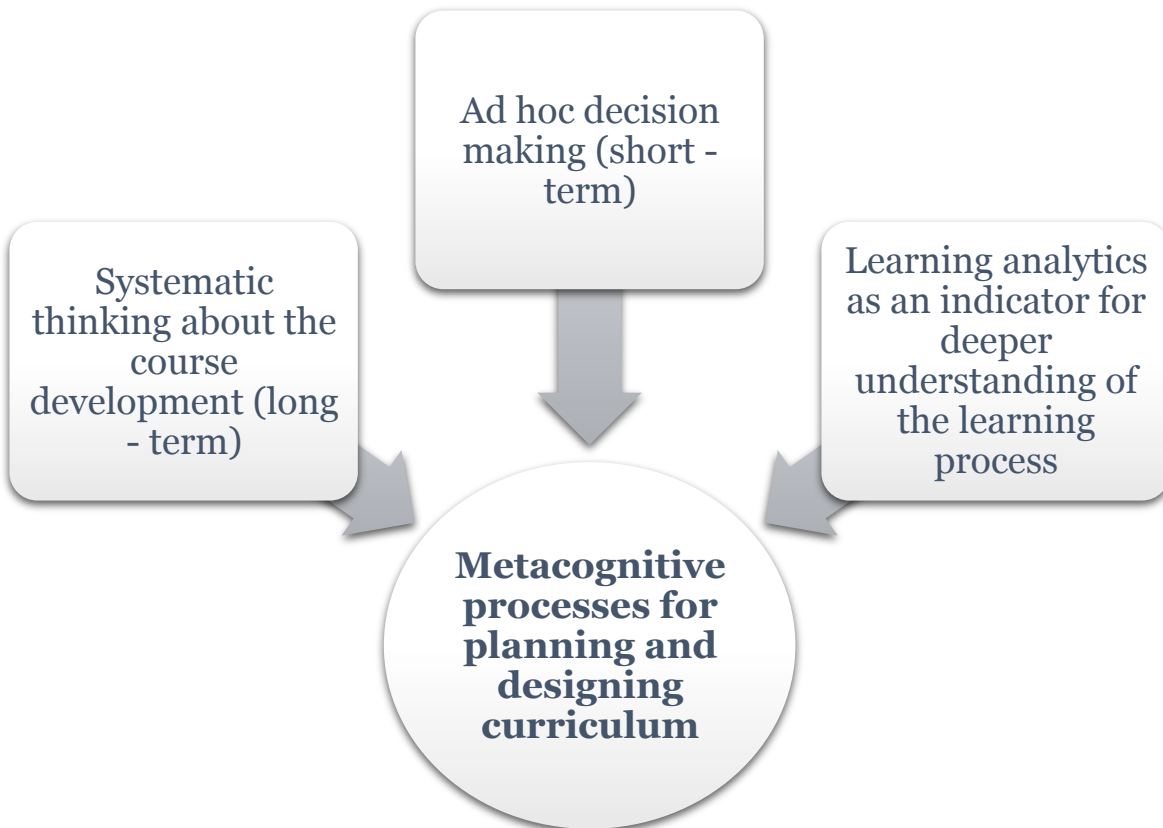 Ad hoc decision
making (short -
term)
Systematic
thinking about the
course
development (long
- term)
Learning analytics
as an indicator for
deeper
understanding of
the learning
process
Metacognitive
processes for
planning and
designing
curriculum